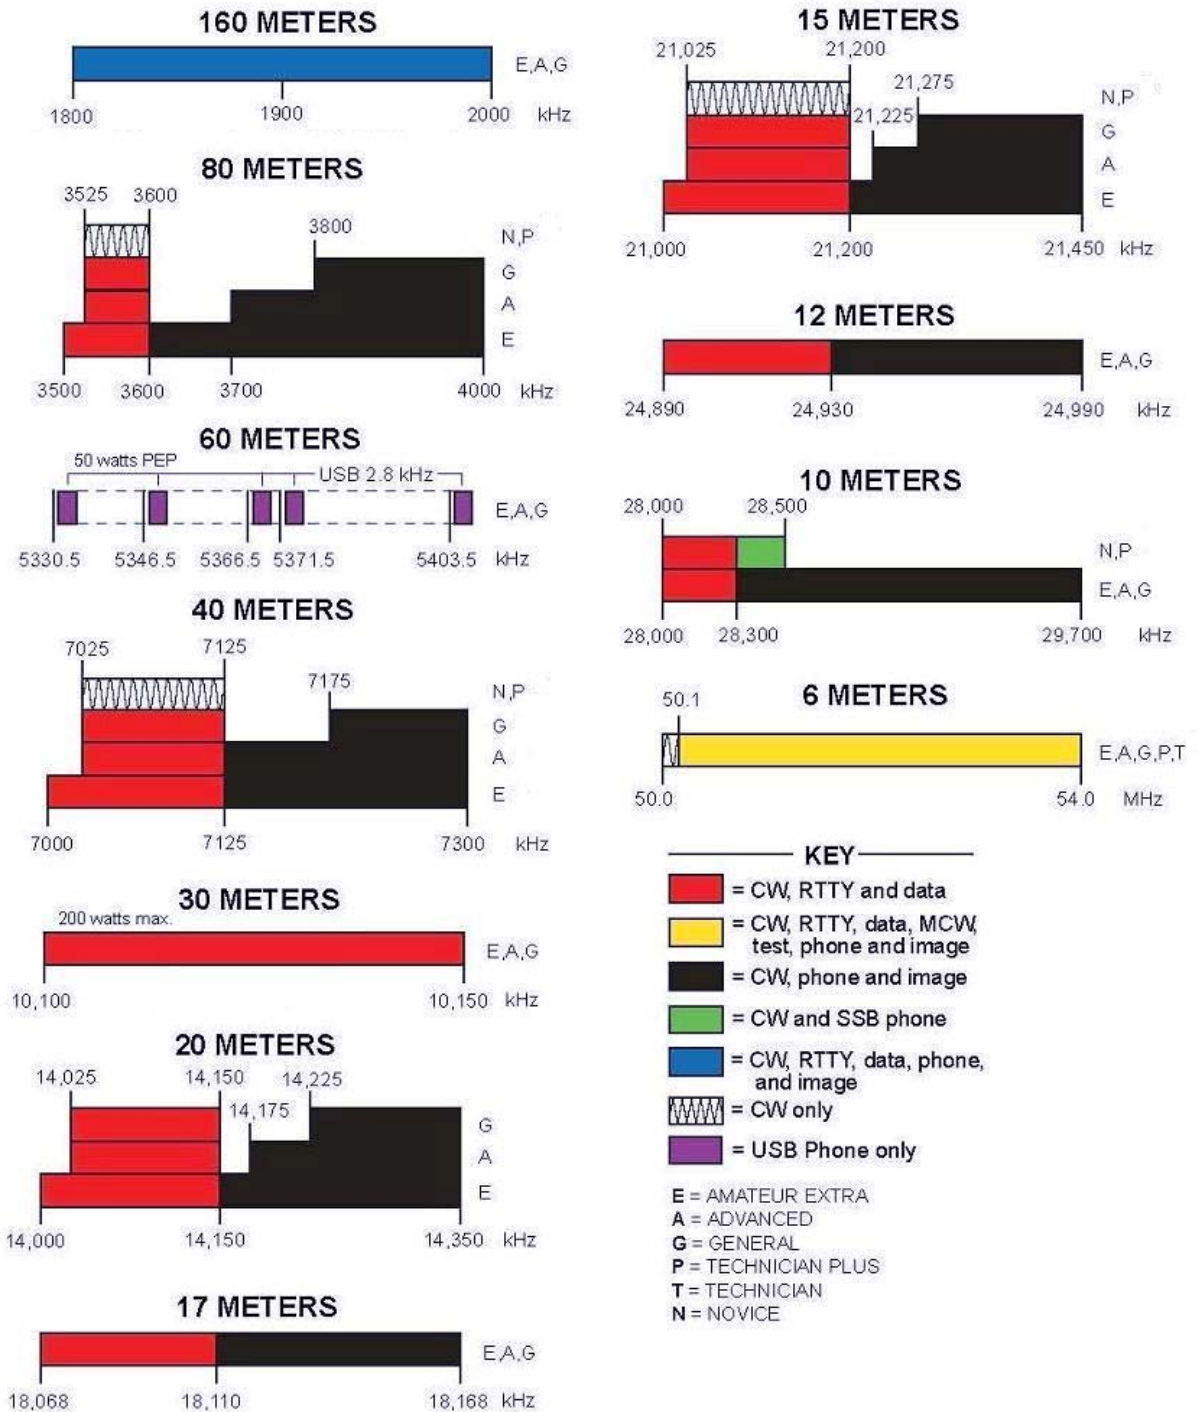 160 METERS
E,A,G
1800 1900 2000 kHz
80 METERS
3525 3600
3800
N,P
G
A
E
3500 3600 3700 4000 kHz
60 METERS
50 watts PEP
USB 2.8 kHz
E,A,G
5330.5 5346.5 5366.5 5371.5 5403.5 kHz
40 METERS
7025 7125
7175
N,P
G
A
E
7000 7125 7300 kHz
30 METERS
200 watts max.
E,A,G
10,100 10,150 kHz
20 METERS
14,025 14,150 14,225
14,175
G
A
E
14,000 14,150 14,350 kHz
17 METERS
E,A,G
18,068 18,110 18,168 kHz
15 METERS
21,025 21,200
21,275
21,225
N,P
G
A
E
21,000 21,200 21,450 kHz
12 METERS
E,A,G
24,890 24,930 24,990 kHz
10 METERS
28,000 28,500
N,P
E,A,G
28,000 28,300 29,700 kHz
6 METERS
50.1
E,A,G,P,T
50.0 54.0 MHz
KEY
= CW, RTTY and data
= CW, RTTY, data, MCW,
test, phone and image
= CW, phone and image
= CW and SSB phone
= CW, RTTY, data, phone,
and image
= CW only
= USB Phone only
E = AMATEUR EXTRA
A = ADVANCED
G = GENERAL
P = TECHNICIAN PLUS
T = TECHNICIAN
N = NOVICE